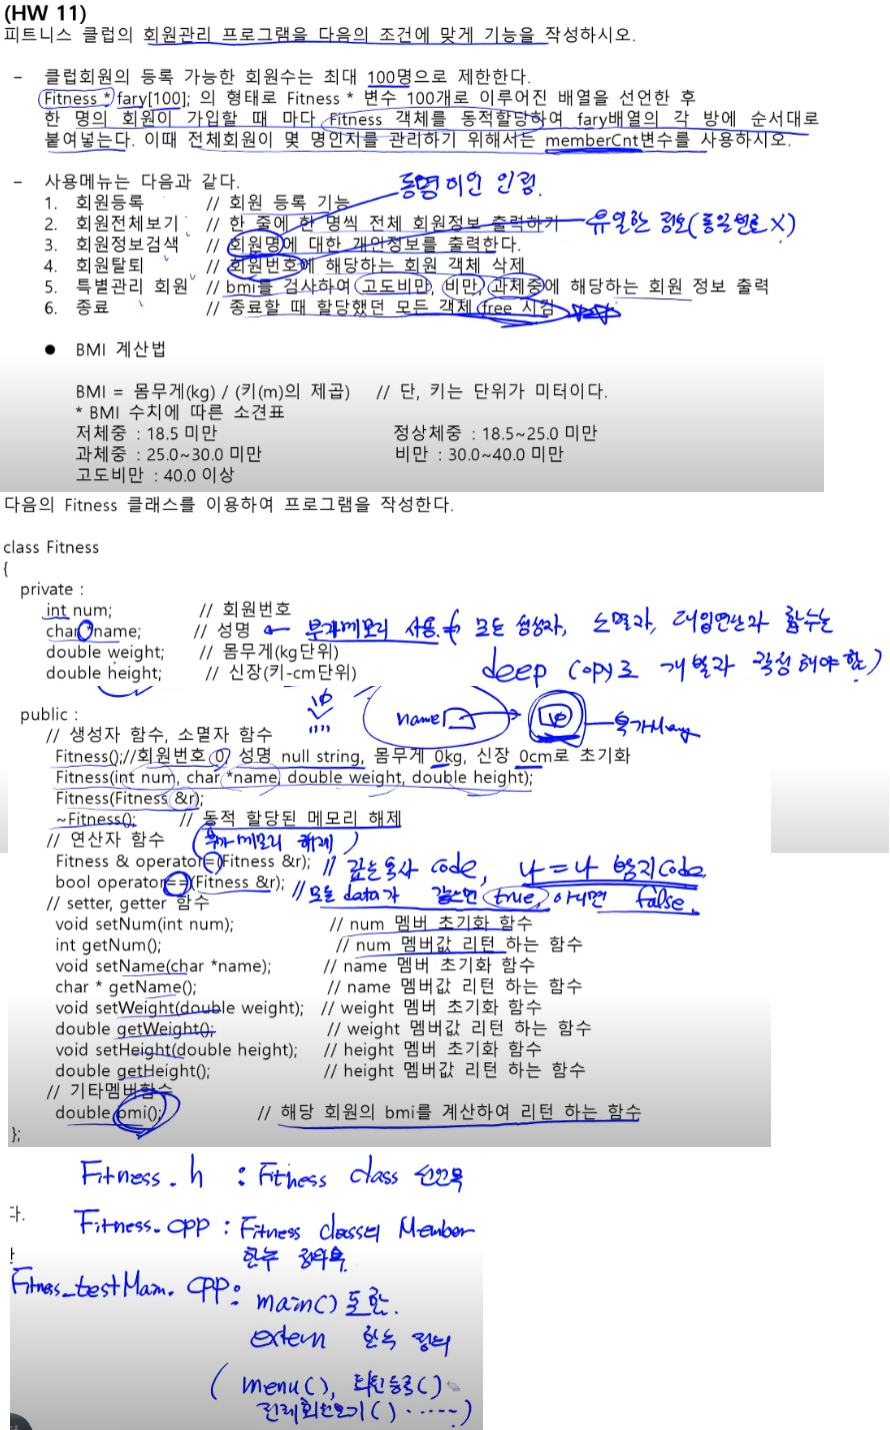 (HW 11)
피트니스 클럽의 회원관리 프로그램을 다음의 조건에 맞게 기능을 작성하시오.
– 클럽회원의 등록 가능한 회원수는 최대 100명으로 제한한다.
Fitness * fary[100]; 의 형태로 Fitness * 변수 100개로 이루어진 배열을 선언한 후
한 명의 회원이 가입할 때 마다 Fitness 객체를 동적할당하여 fary배열의 각 방에 순서대로
붙여넣는다. 이때 전체회원이 몇 명인지를 관리하기 위해서는 memberCnt변수를 사용하시오.
– 사용메뉴는 다음과 같다. 동명이인 인정.
1. 회원등록 // 회원 등록 기능
2. 회원전체보기 // 한 줄에 한 명씩 전체 회원정보 출력하기 유일한 정보(동일번호 X)
3. 회원정보검색 // 회원명에 대한 개인정보를 출력한다.
4. 회원탈퇴 // 회원번호에 해당하는 회원 객체 삭제
5. 특별관리 회원 // bmi를 검사하여 고도비만, 비만, 과체중에 해당하는 회원 정보 출력
6. 종료 // 종료할 때 할당했던 모든 객체 free 시킴
● BMI 계산법
BMI = 몸무게(kg) / (키(m)의 제곱) // 단, 키는 단위가 미터이다.
* BMI 수치에 따른 소견표
저체중 : 18.5 미만 정상체중 : 18.5~25.0 미만
과체중 : 25.0~30.0 미만 비만 : 30.0~40.0 미만
고도비만 : 40.0 이상
다음의 Fitness 클래스를 이용하여 프로그램을 작성한다.
class Fitness
{
private :
int num; // 회원번호
char *name; // 성명 ← 부가메모리 사용 모든 생성자, 소멸자, 대입연산자 함수는
double weight; // 몸무게(kg단위)
double height; // 신장(키-cm단위) deep copy로 개발자 작성해야 함)
name
public :
// 생성자 함수, 소멸자 함수
Fitness();//회원번호 0, 성명 null string, 몸무게 0kg, 신장 0cm로 초기화
Fitness(int num, char *name, double weight, double height);
Fitness(Fitness &r);
~Fitness(); // 동적 할당된 메모리 해제
// 연산자 함수 (부가메모리 해제)
Fitness & operator=(Fitness &r); // 깊은복사 code, 나=나 방지code
bool operator==(Fitness &r); // 모든 data가 같으면 true, 아니면 false.
// setter, getter 함수
void setNum(int num); // num 멤버 초기화 함수
int getNum(); // num 멤버값 리턴 하는 함수
void setName(char *name); // name 멤버 초기화 함수
char * getName(); // name 멤버값 리턴 하는 함수
void setWeight(double weight); // weight 멤버 초기화 함수
double getWeight(); // weight 멤버값 리턴 하는 함수
void setHeight(double height); // height 멤버 초기화 함수
double getHeight(); // height 멤버값 리턴 하는 함수
// 기타멤버함수
double bmi(); // 해당 회원의 bmi를 계산하여 리턴 하는 함수
};
Fitness.h : Fitness class 선언부
다.
Fitness.cpp : Fitness class의 Member
함수 정의부
Fitness_testMain.cpp :
main() 포함.
extern 함수 정의
( menu(), 회원등록()
전체회원보기() ·····)